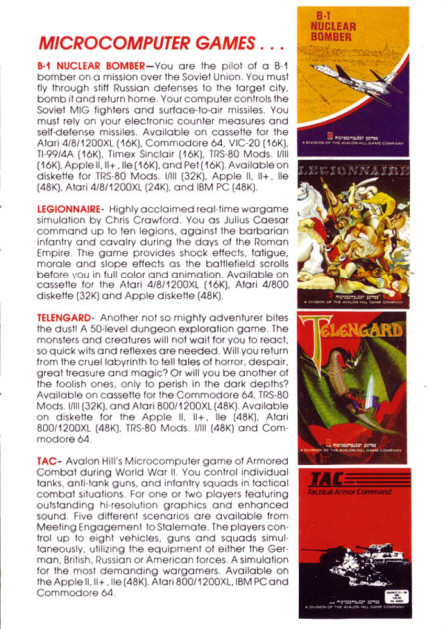 MICROCOMPUTER GAMES . . .
B-1 NUCLEAR BOMBER—You are the pilot of a B-1
bomber on a mission over the Soviet Union. You must
fly through stiff Russian defenses to the target city,
bomb it and return home. Your computer controls the
Soviet MIG fighters and surface-to-air missiles. You
must rely on your electronic counter measures and
self-defense missiles. Available on cassette for the
Atari 4/8/1200XL (16K), Commodore 64, VIC-20 (16K),
TI-99/4A (16K), Timex Sinclair (16K), TRS-80 Mods. I/III
(16K), Apple II, II+, IIe (16K), and Pet (16K). Available on
diskette for TRS-80 Mods. I/III (32K), Apple II, II+, IIe
(48K), Atari 4/8/1200XL (24K), and IBM PC (48K).
LEGIONNAIRE- Highly acclaimed real-time wargame
simulation by Chris Crawford. You as Julius Caesar
command up to ten legions, against the barbarian
infantry and cavalry during the days of the Roman
Empire. The game provides shock effects, fatigue,
morale and slope effects as the battlefield scrolls
before you in full color and animation. Available on
cassette for the Atari 4/8/1200XL (16K), Atari 4/800
diskette (32K) and Apple diskette (48K).
TELENGARD- Another not so mighty adventurer bites
the dust! A 50-level dungeon exploration game. The
monsters and creatures will not wait for you to react,
so quick wits and reflexes are needed. Will you return
from the cruel labyrinth to tell tales of horror, despair,
great treasure and magic? Or will you be another of
the foolish ones, only to perish in the dark depths?
Available on cassette for the Commodore 64, TRS-80
Mods. I/III (32K), and Atari 800/1200XL (48K). Available
on diskette for the Apple II, II+, IIe (48K), Atari
800/1200XL (48K), TRS-80 Mods. I/III (48K) and Com-
modore 64.
TAC- Avalon Hill's Microcomputer game of Armored
Combat during World War II. You control individual
tanks, anti-tank guns, and infantry squads in tactical
combat situations. For one or two players featuring
outstanding hi-resolution graphics and enhanced
sound. Five different scenarios are available from
Meeting Engagement to Stalemate. The players con-
trol up to eight vehicles, guns and squads simul-
taneously, utilizing the equipment of either the Ger-
man, British, Russian or American forces. A simulation
for the most demanding wargamers. Available on
the Apple II, II+, IIe (48K), Atari 800/1200XL, IBM PC and
Commodore 64.
B-1
NUCLEAR
BOMBER
microcomputer games
A DIVISION OF THE AVALON HILL GAME COMPANY
LEGIONNAIRE
microcomputer games
A DIVISION OF THE AVALON HILL GAME COMPANY
TELENGARD
microcomputer games
A DIVISION OF THE AVALON HILL GAME COMPANY
TAC
Tactical Armor Command
microcomputer games
A DIVISION OF THE AVALON HILL GAME COMPANY